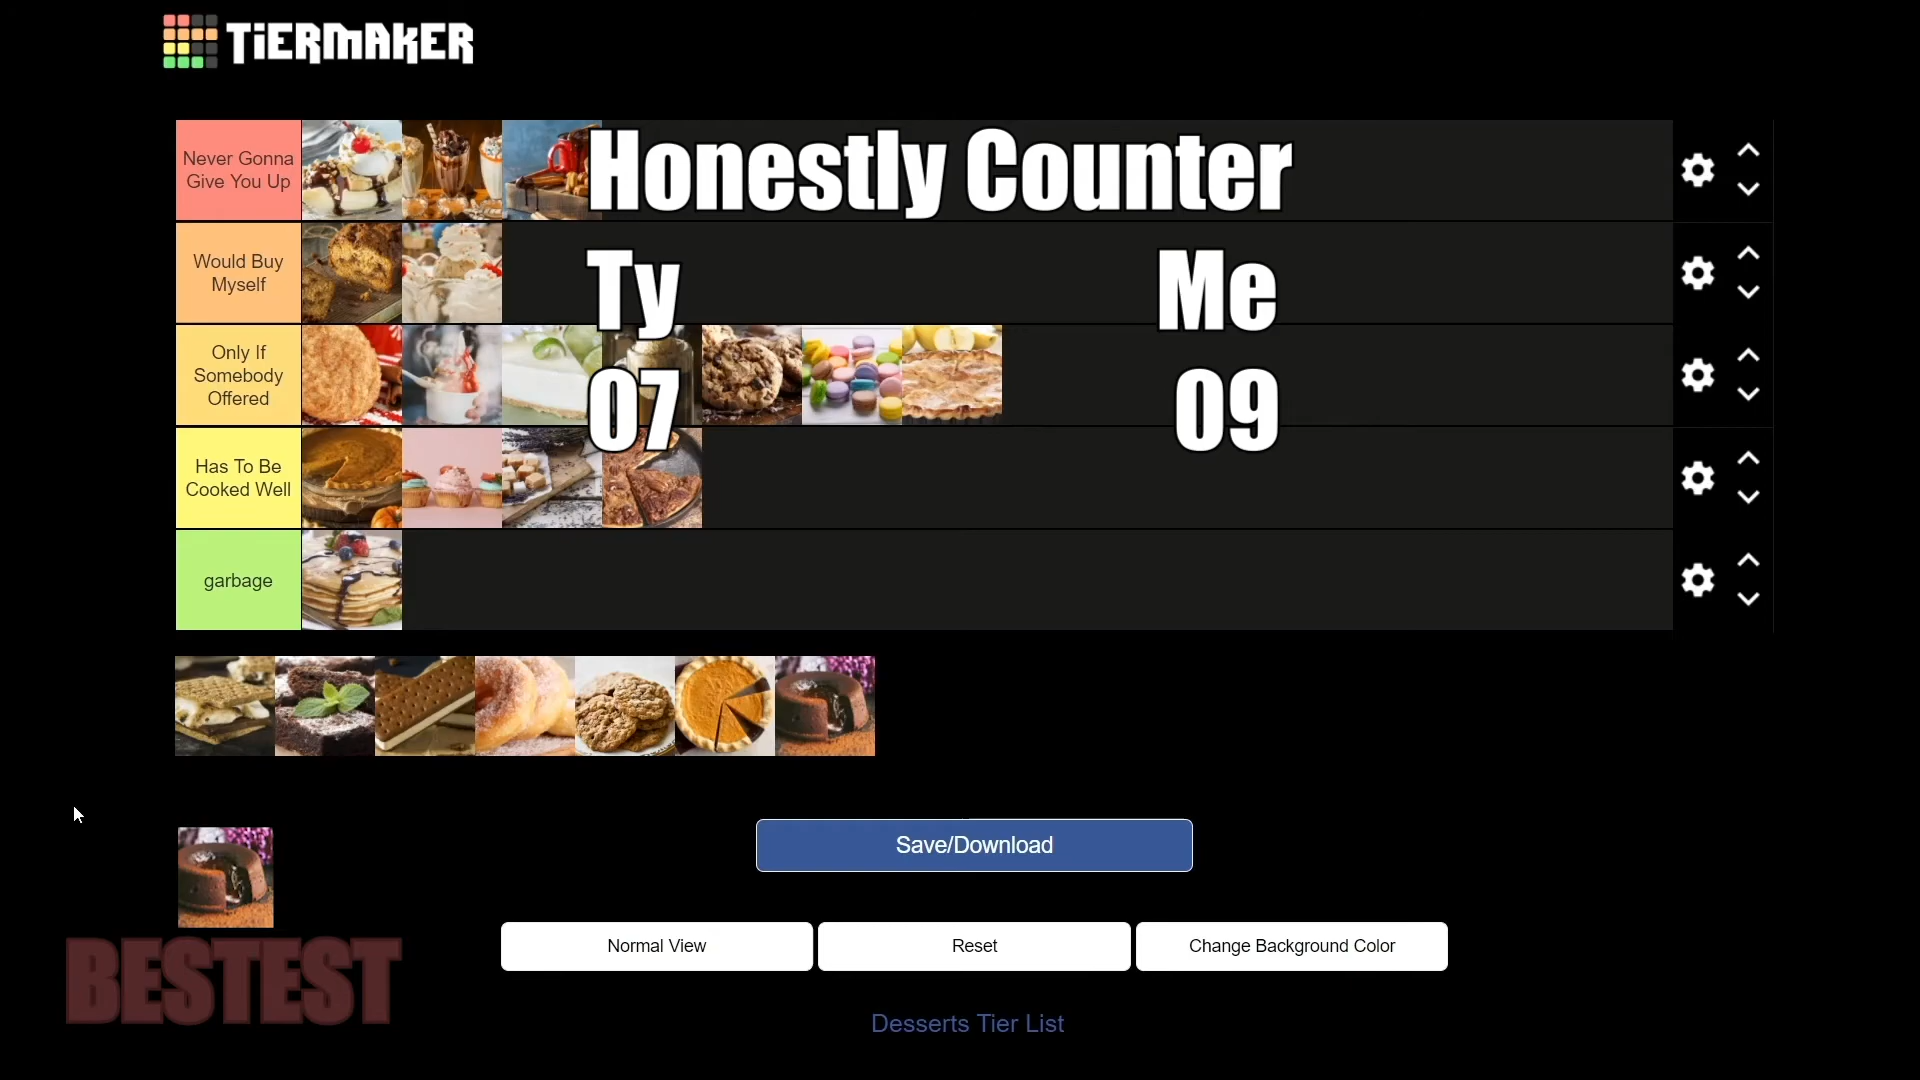 TiERMAKER
Never Gonna
Give You Up
Honestly Counter
Would Buy
Myself
Ty
Me
Only If
Somebody
Offered
07
09
Has To Be
Cooked Well
garbage
Save/Download
Normal View
Reset
Change Background Color
BESTEST
Desserts Tier List